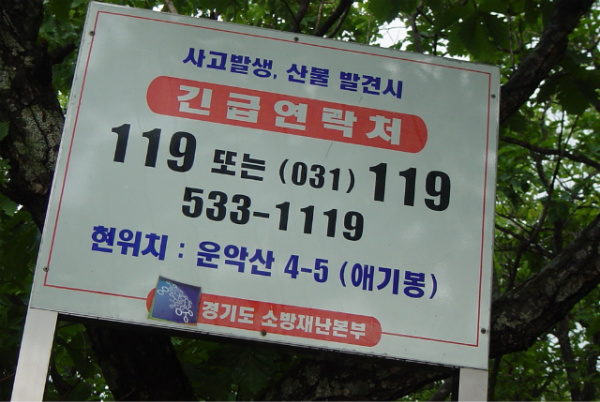 사고발생, 산불 발견시
긴급연락처
119 또는 (031) 119
533-1119
현위치 : 운악산 4-5 (애기봉)
경기도 소방재난본부